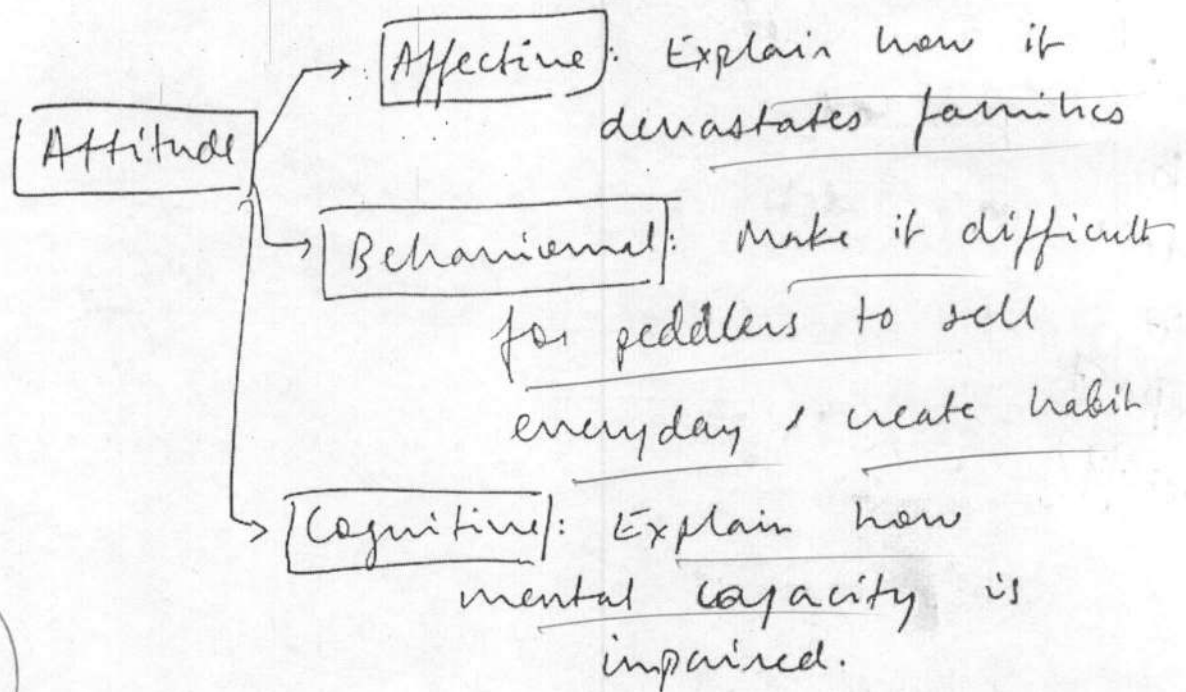 Affective: Explain how it
devastates families
Attitude
Behavioural: Make it difficult
for peddlers to sell
everyday & create habit
Cognitive: Explain how
mental capacity is
impaired.